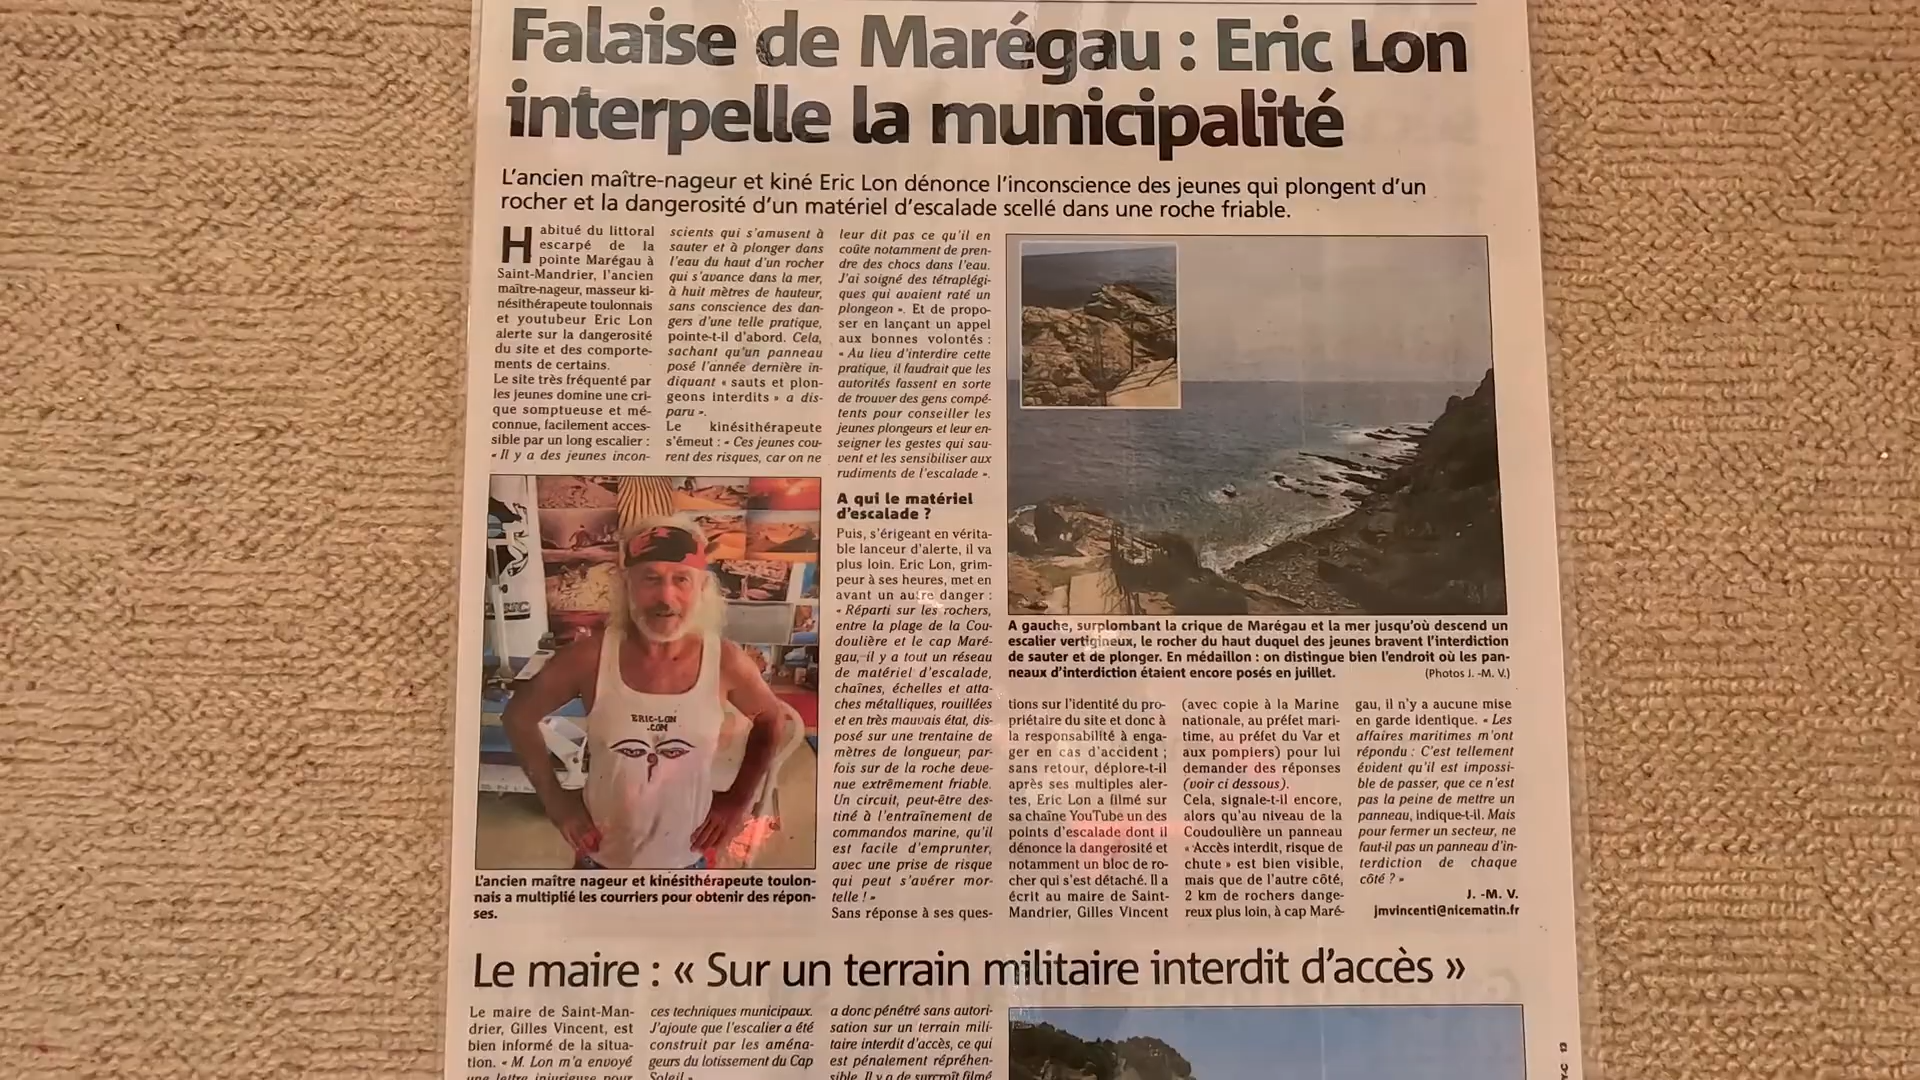 Falaise de Marégau : Eric Lon
interpelle la municipalité
L'ancien maître-nageur et kiné Eric Lon dénonce l'inconscience des jeunes qui plongent d'un
rocher et la dangerosité d'un matériel d'escalade scellé dans une roche friable.
Habitué du littoral
escarpé de la
pointe Marégau à
Saint-Mandrier, l'ancien
maître-nageur, masseur ki-
nésithérapeute toulonnais
et youtubeur Eric Lon
alerte sur la dangerosité
du site et des comporte-
ments de certains.
Le site très fréquenté par
les jeunes domine une cri-
que somptueuse et mé-
connue, facilement acces-
sible par un long escalier :
« Il y a des jeunes incon-
scients qui s'amusent à
sauter et à plonger dans
l'eau du haut d'un rocher
qui s'avance dans la mer,
à huit mètres de hauteur,
sans conscience des dan-
gers d'une telle pratique,
pointe-t-il d'abord. Cela,
sachant qu'un panneau
posé l'année dernière in-
diquant « sauts et plon-
geons interdits » a dis-
paru ».
Le kinésithérapeute
s'émeut : « Ces jeunes cou-
rent des risques, car on ne
leur dit pas ce qu'il en
coûte notamment de pren-
dre des chocs dans l'eau.
J'ai soigné des tétraplégi-
ques qui avaient raté un
plongeon ». Et de propo-
ser en lançant un appel
aux bonnes volontés :
« Au lieu d'interdire cette
pratique, il faudrait que les
autorités fassent en sorte
de trouver des gens compé-
tents pour conseiller les
jeunes plongeurs et leur en-
seigner les gestes qui sau-
vent et les sensibiliser aux
rudiments de l'escalade ».
A qui le matériel
d'escalade ?
Puis, s'érigeant en vérita-
ble lanceur d'alerte, il va
plus loin. Eric Lon, grim-
peur à ses heures, met en
avant un autre danger :
« Réparti sur les rochers,
entre la plage de la Cou-
doulière et le cap Maré-
gau, il y a tout un réseau
de matériel d'escalade,
chaînes, échelles et atta-
ches métalliques, rouillées
et en très mauvais état, dis-
posé sur une trentaine de
mètres de longueur, par-
fois sur de la roche deve-
nue extrêmement friable.
Un circuit, peut-être des-
tiné à l'entraînement de
commandos marine, qu'il
est facile d'emprunter,
avec une prise de risque
qui peut s'avérer mor-
telle ! »
Sans réponse à ses ques-
ERIC-LON
.COM
L'ancien maître nageur et kinésithérapeute toulon-
nais a multiplié les courriers pour obtenir des répon-
ses.
A gauche, surplombant la crique de Marégau et la mer jusqu'où descend un
escalier vertigineux, le rocher du haut duquel des jeunes bravent l'interdiction
de sauter et de plonger. En médaillon : on distingue bien l'endroit où les pan-
neaux d'interdiction étaient encore posés en juillet. (Photos J. -M. V.)
tions sur l'identité du pro-
priétaire du site et donc à
la responsabilité à enga-
ger en cas d'accident ;
sans retour, déplore-t-il
après ses multiples aler-
tes, Eric Lon a filmé sur
sa chaîne YouTube un des
points d'escalade dont il
dénonce la dangerosité et
notamment un bloc de ro-
cher qui s'est détaché. Il a
écrit au maire de Saint-
Mandrier, Gilles Vincent
(avec copie à la Marine
nationale, au préfet mari-
time, au préfet du Var et
aux pompiers) pour lui
demander des réponses
(voir ci dessous).
Cela, signale-t-il encore,
alors qu'au niveau de la
Coudoulière un panneau
« Accès interdit, risque de
chute » est bien visible,
mais que de l'autre côté,
2 km de rochers dange-
reux plus loin, à cap Maré-
gau, il n'y a aucune mise
en garde identique. « Les
affaires maritimes m'ont
répondu : C'est tellement
évident qu'il est impossi-
ble de passer, que ce n'est
pas la peine de mettre un
panneau, indique-t-il. Mais
pour fermer un secteur, ne
faut-il pas un panneau d'in-
terdiction de chaque
côté ? »
J. -M. V.
jmvincenti@nicematin.fr
Le maire : « Sur un terrain militaire interdit d'accès »
Le maire de Saint-Man-
drier, Gilles Vincent, est
bien informé de la situa-
tion. « M. Lon m'a envoyé
une lettre injurieuse pour
ces techniques municipaux.
J'ajoute que l'escalier a été
construit par les aména-
geurs du lotissement du Cap
Soleil ».
a donc pénétré sans autori-
sation sur un terrain mili-
taire interdit d'accès, ce qui
est pénalement répréhen-
sible. Il y a de surcroît filmé